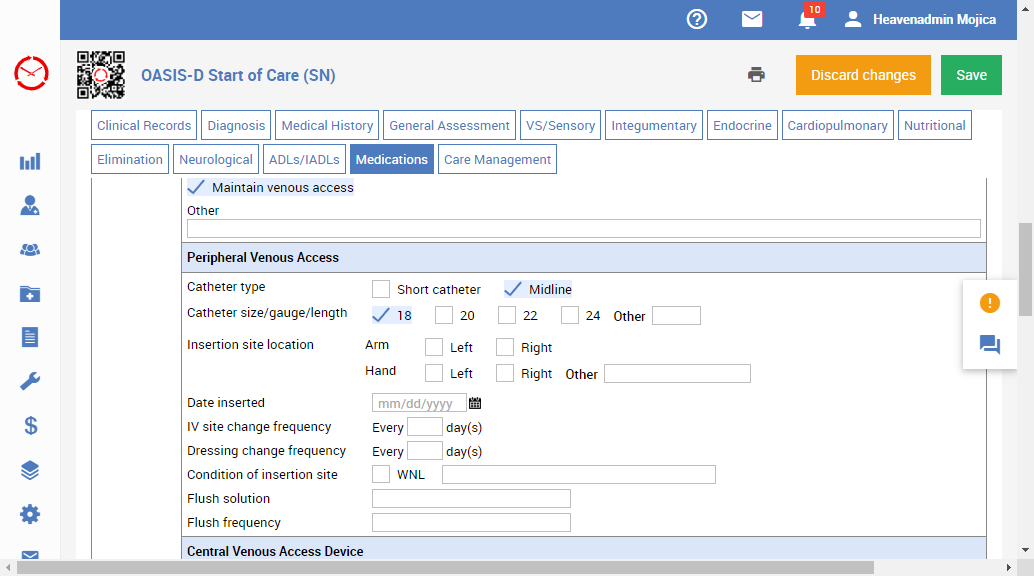 10
Heavenadmin Mojica
OASIS-D Start of Care (SN)
Discard changes
Save
Clinical Records
Diagnosis
Medical History
General Assessment
VS/Sensory
Integumentary
Endocrine
Cardiopulmonary
Nutritional
Elimination
Neurological
ADLs/IADLs
Medications
Care Management
Maintain venous access
Other
Peripheral Venous Access
Catheter type Short catheter Midline
Catheter size/gauge/length 18 20 22 24 Other
Insertion site location Arm Left Right
Hand Left Right Other
Date inserted mm/dd/yyyy
IV site change frequency Every day(s)
Dressing change frequency Every day(s)
Condition of insertion site WNL
Flush solution
Flush frequency
Central Venous Access Device